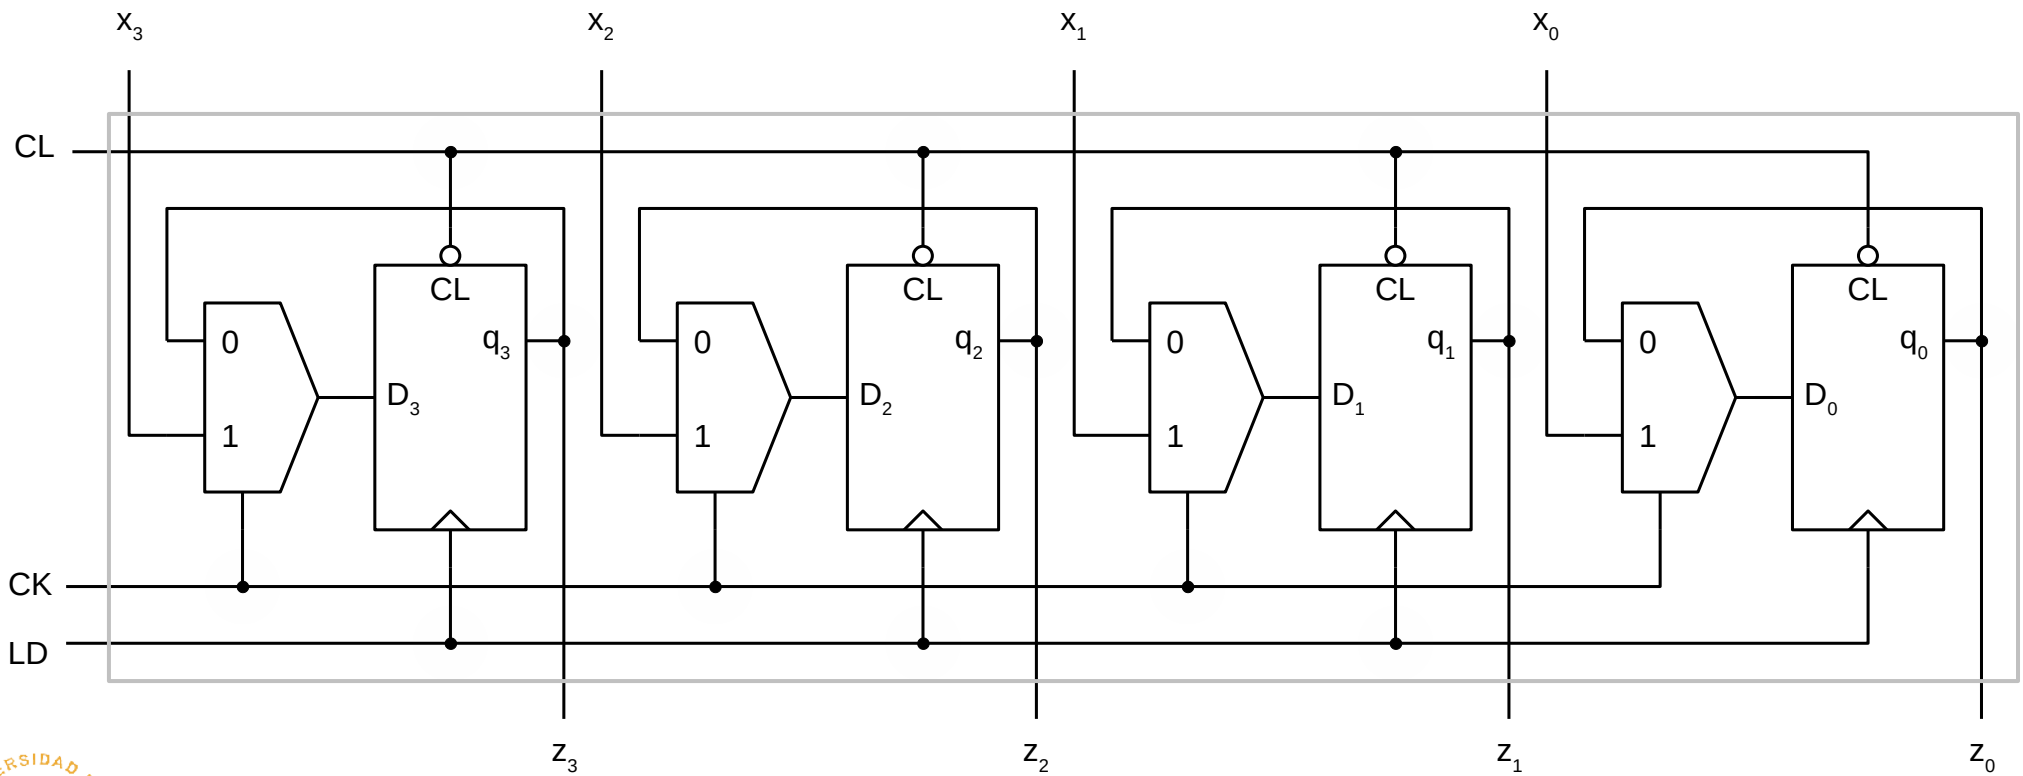 x3 x2 x1 x0
CL
CL CL CL CL
0 q3 0 q2 0 q1 0 q0
D3 D2 D1 D0
1 1 1 1
CK
LD
z3 z2 z1 z0